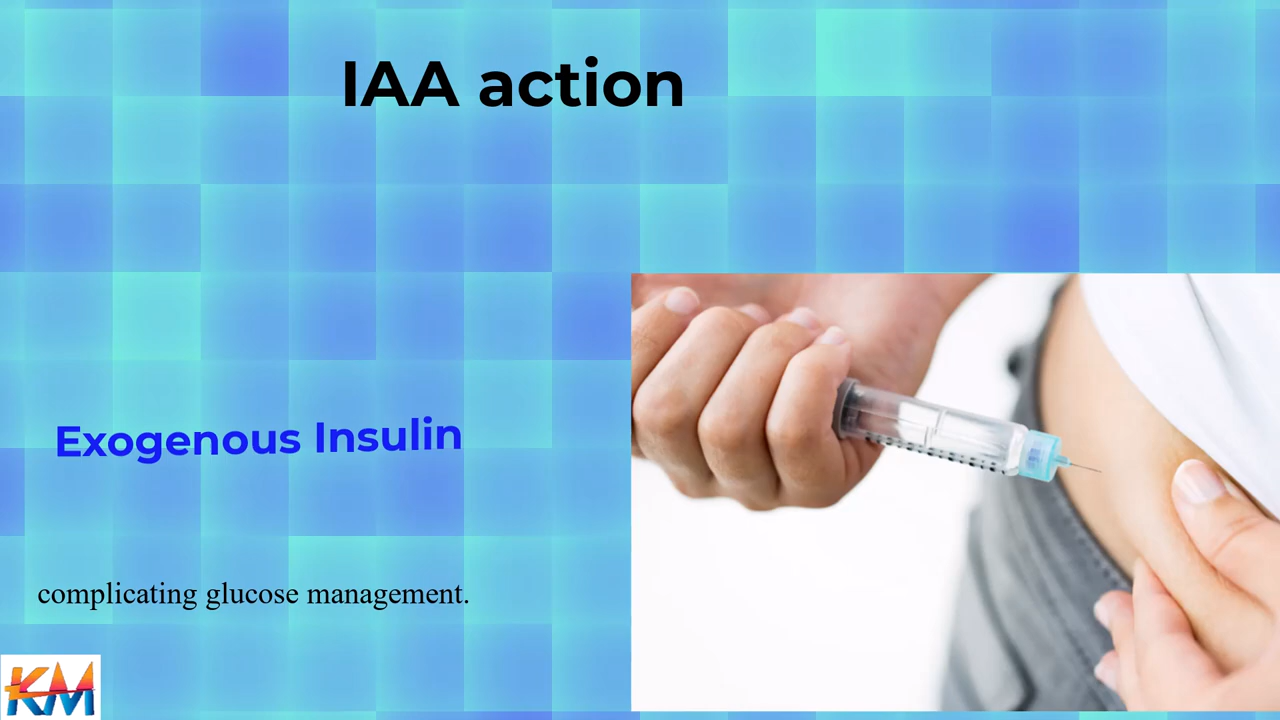 IAA action
Exogenous Insulin
complicating glucose management.
KM